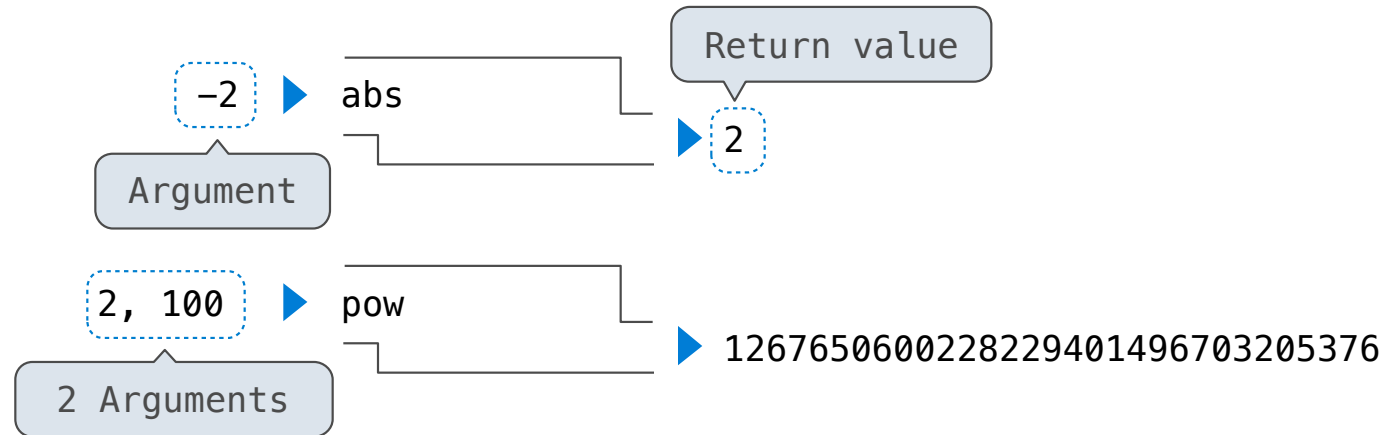 Return value
–2 abs
2
Argument
2, 100 pow
1267650600228229401496703205376
2 Arguments